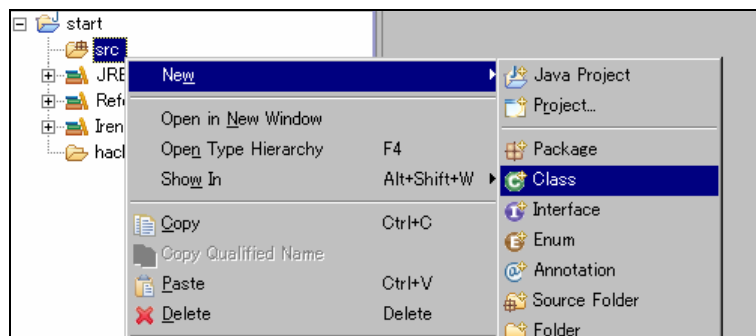 start
src
JRE
Refe
Iren
hack
New
Open in New Window
Open Type Hierarchy F4
Show In Alt+Shift+W
Copy Ctrl+C
Copy Qualified Name
Paste Ctrl+V
Delete Delete
Java Project
Project...
Package
Class
Interface
Enum
Annotation
Source Folder
Folder